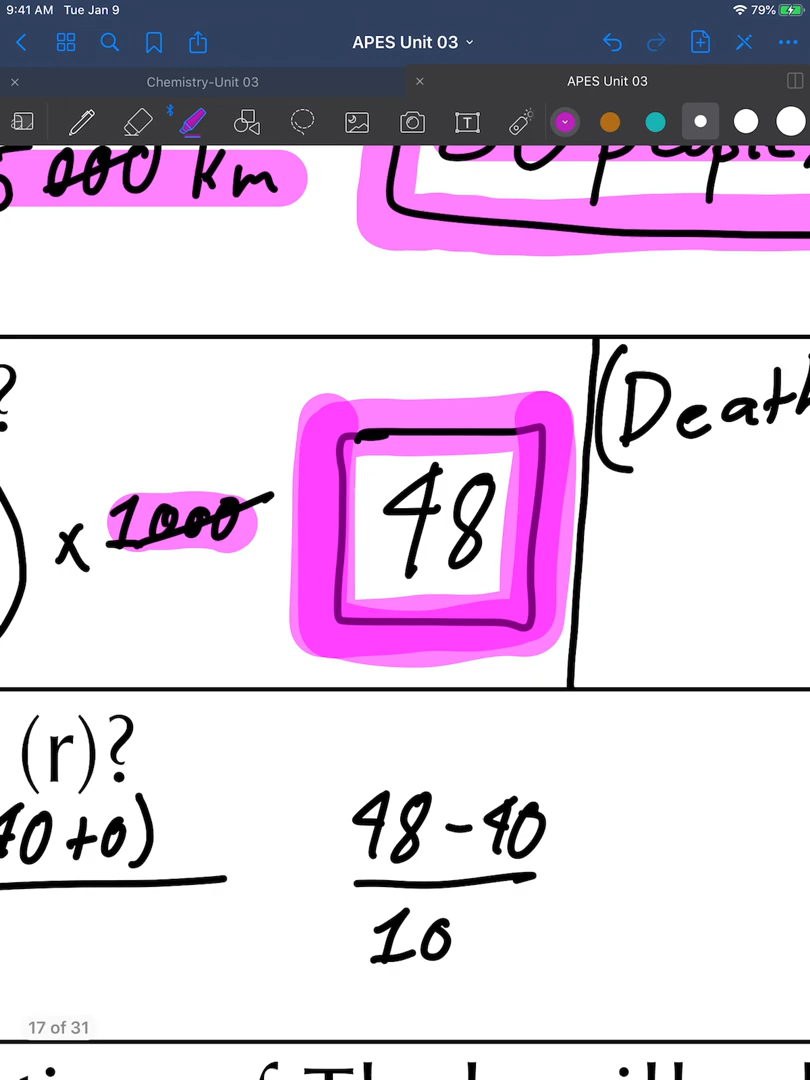 9:41 AM Tue Jan 9 79%
APES Unit 03
Chemistry-Unit 03 APES Unit 03
000 Km
?
(Death
) x 1000 48
(r)?
40 +0) 48-40
10
17 of 31